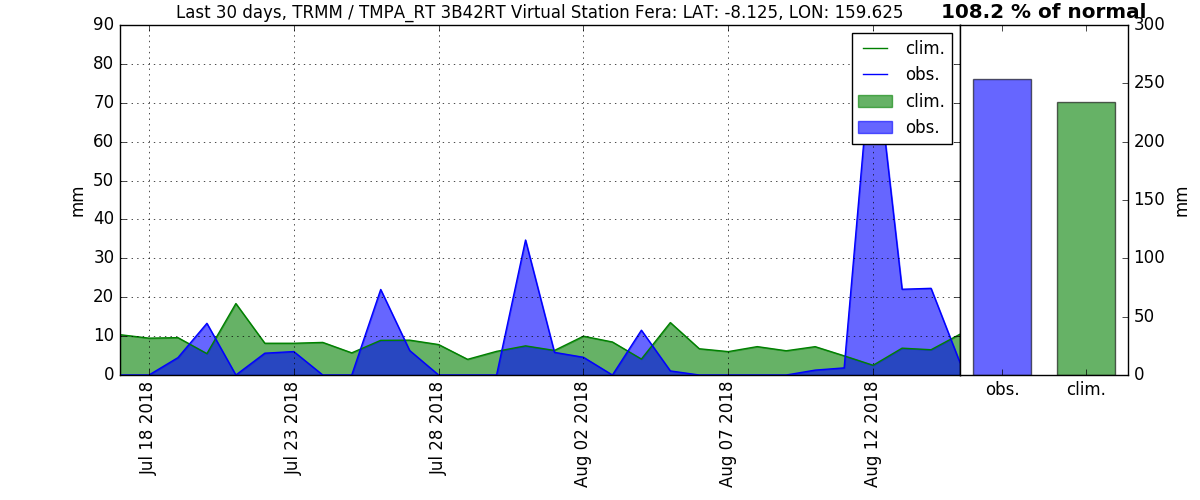 Last 30 days, TRMM / TMPA_RT 3B42RT Virtual Station Fera: LAT: -8.125, LON: 159.625
108.2 % of normal
90
80
70
60
50
40
30
20
10
0
mm
clim.
obs.
clim.
obs.
300
250
200
150
100
50
0
mm
Jul 18 2018
Jul 23 2018
Jul 28 2018
Aug 02 2018
Aug 07 2018
Aug 12 2018
obs.
clim.